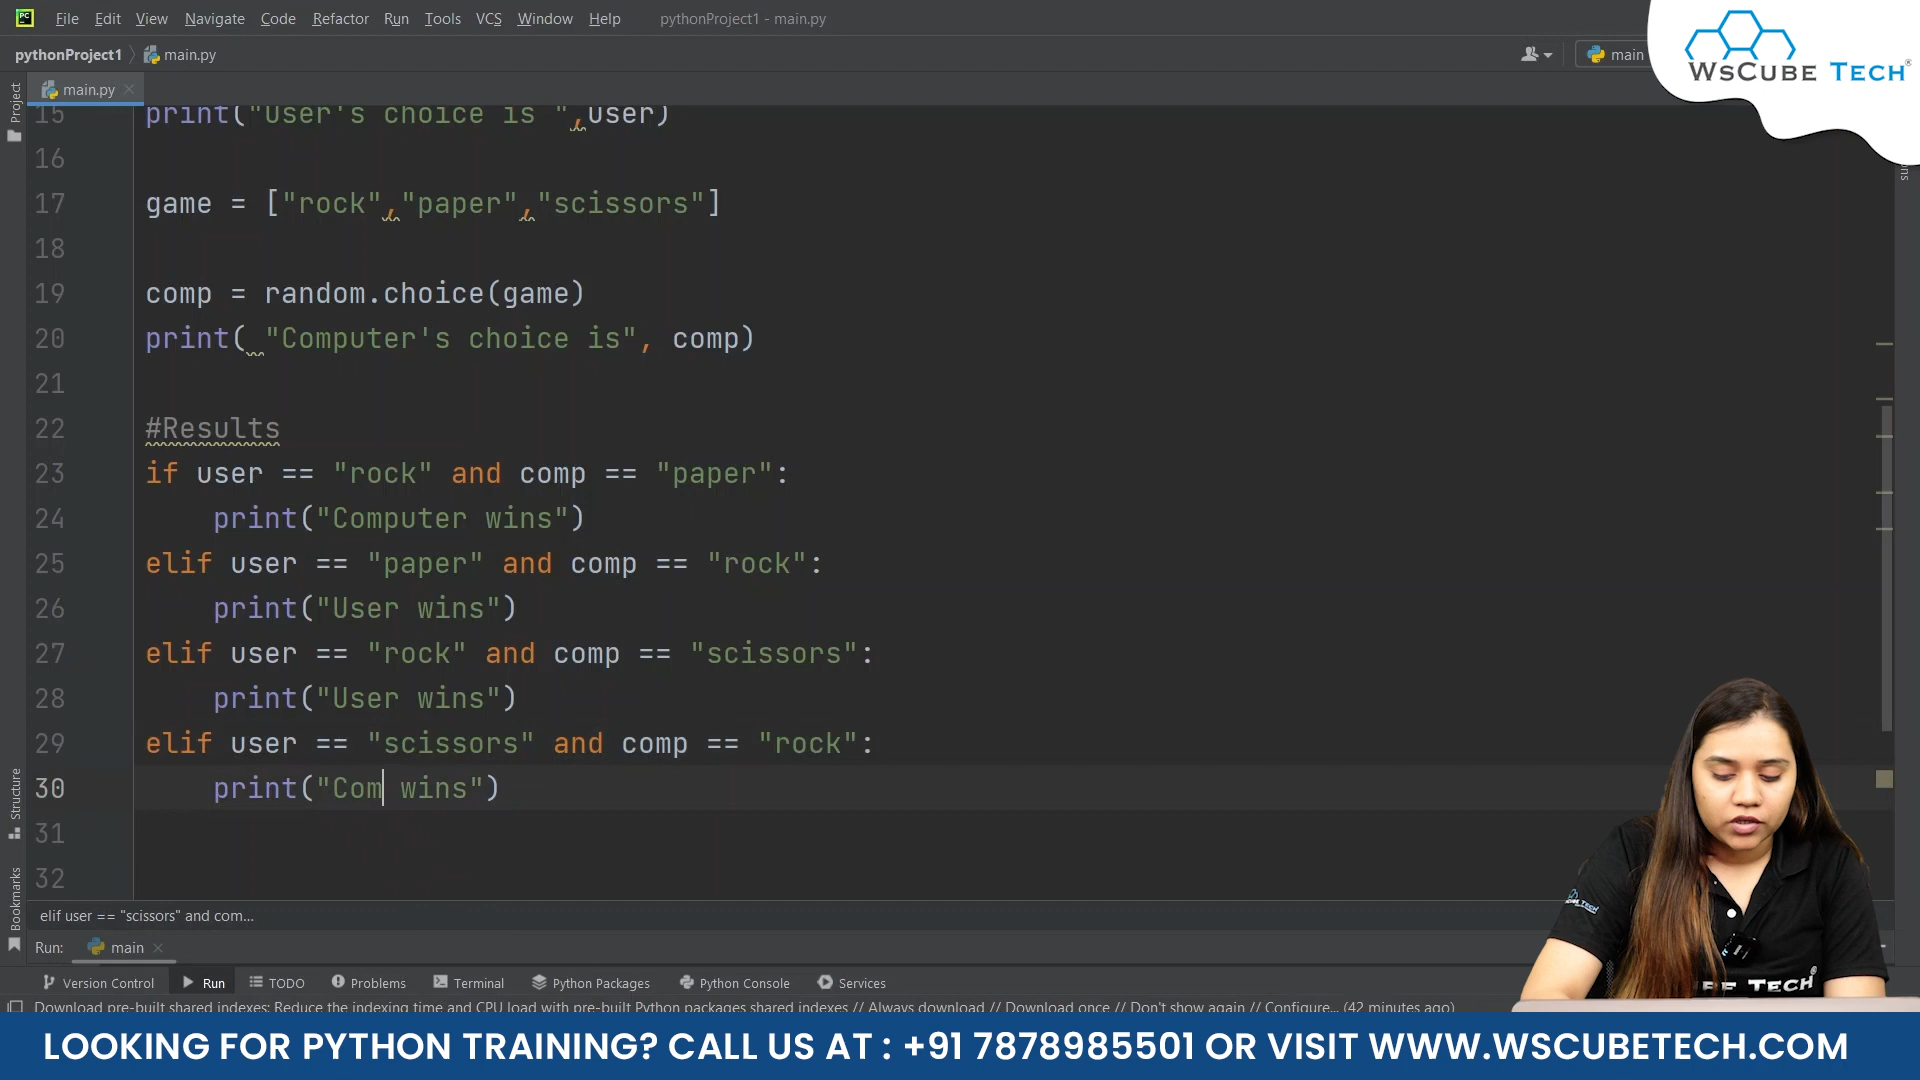 File Edit View Navigate Code Refactor Run Tools VCS Window Help pythonProject1 - main.py
WsCube Tech®
pythonProject1 main.py main
Project main.py
15 print("User's choice is ",user)
16
17 game = ["rock","paper","scissors"]
18
19 comp = random.choice(game)
20 print( "Computer's choice is", comp)
21
22 #Results
23 if user == "rock" and comp == "paper":
24 print("Computer wins")
25 elif user == "paper" and comp == "rock":
26 print("User wins")
27 elif user == "rock" and comp == "scissors":
28 print("User wins")
29 elif user == "scissors" and comp == "rock":
30 print("Com wins")
31
32
Structure
Bookmarks
elif user == "scissors" and com...
Run: main
Version Control Run TODO Problems Terminal Python Packages Python Console Services
Download pre-built shared indexes: Reduce the indexing time and CPU load with pre-built Python packages shared indexes // Always download // Download once // Don't show again // Configure... (42 minutes ago)
LOOKING FOR PYTHON TRAINING? CALL US AT : +91 7878985501 OR VISIT WWW.WSCUBETECH.COM